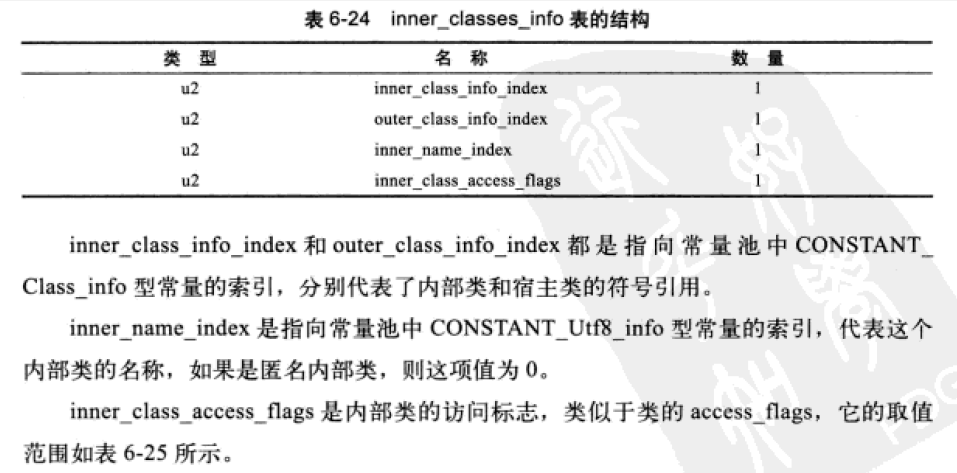 表 6-24 inner_classes_info 表的结构
类 型 名 称 数 量
u2 inner_class_info_index 1
u2 outer_class_info_index 1
u2 inner_name_index 1
u2 inner_class_access_flags 1
inner_class_info_index 和 outer_class_info_index 都是指向常量池中 CONSTANT_
Class_info 型常量的索引，分别代表了内部类和宿主类的符号引用。
inner_name_index 是指向常量池中 CONSTANT_Utf8_info 型常量的索引，代表这个
内部类的名称，如果是匿名内部类，则这项值为 0。
inner_class_access_flags 是内部类的访问标志，类似于类的 access_flags，它的取值
范围如表 6-25 所示。